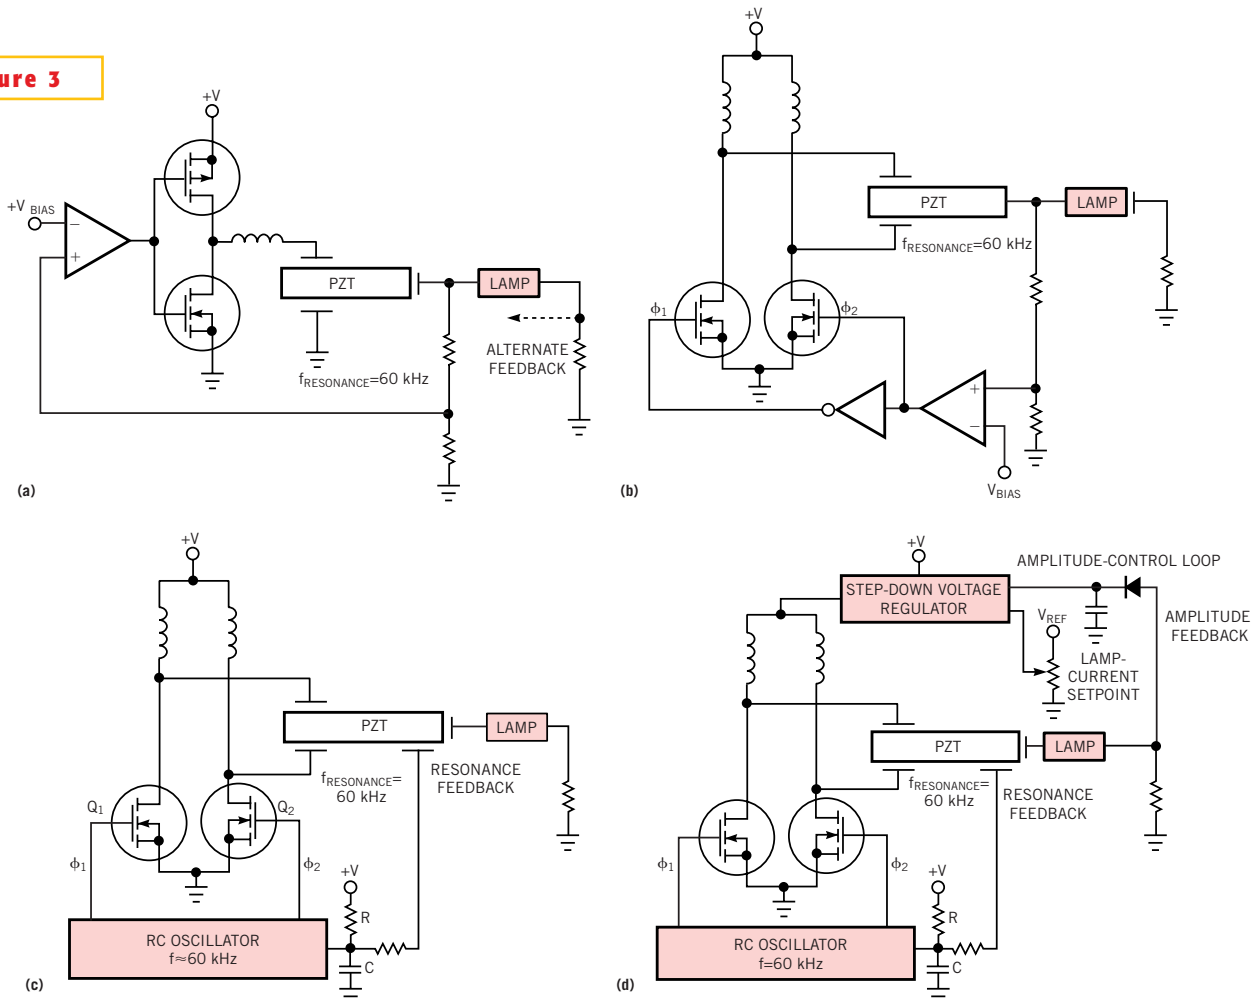 ure 3
+V
+V BIAS
−
+
PZT
LAMP
fRESONANCE=60 kHz
ALTERNATE
FEEDBACK
(a)
+V
PZT
LAMP
fRESONANCE=60 kHz
ϕ1
ϕ2
+
−
VBIAS
(b)
+V
PZT
LAMP
fRESONANCE=
60 kHz
RESONANCE
FEEDBACK
Q1
Q2
ϕ1
ϕ2
+V
R
C
RC OSCILLATOR
f≈60 kHz
(c)
+V
AMPLITUDE-CONTROL LOOP
STEP-DOWN VOLTAGE
REGULATOR
VREF
AMPLITUDE
FEEDBACK
LAMP-
CURRENT
SETPOINT
PZT
LAMP
fRESONANCE=
60 kHz
RESONANCE
FEEDBACK
ϕ1
ϕ2
+V
R
C
RC OSCILLATOR
f=60 kHz
(d)